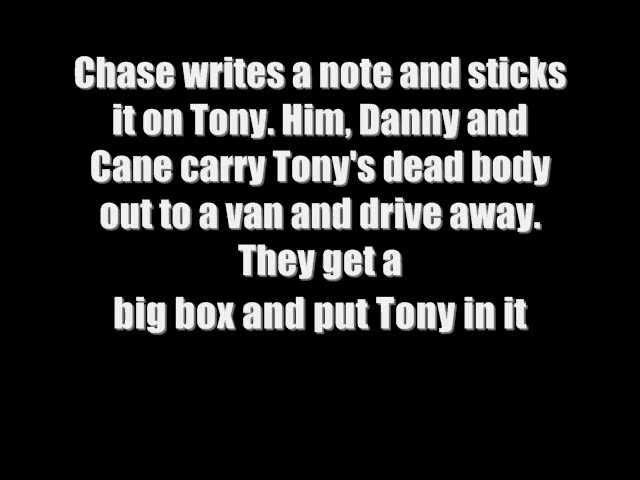 Chase writes a note and sticks
it on Tony. Him, Danny and
Cane carry Tony's dead body
out to a van and drive away.
They get a
big box and put Tony in it